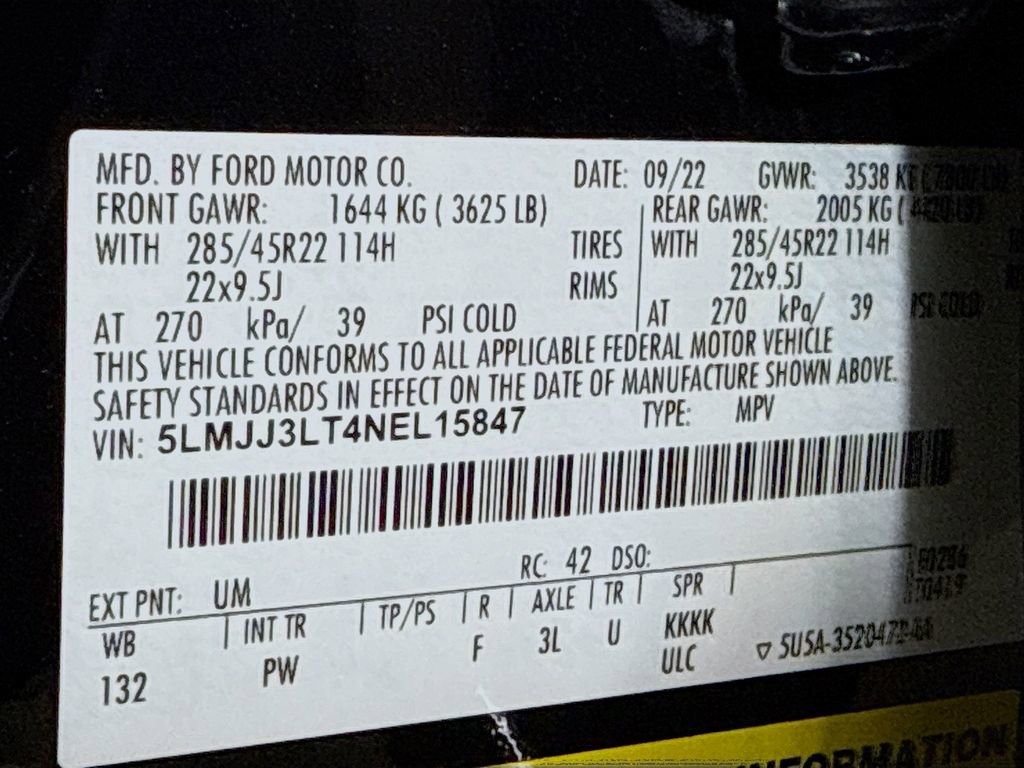 MFD. BY FORD MOTOR CO. DATE: 09/22 GVWR: 3538 KG
FRONT GAWR: 1644 KG ( 3625 LB) REAR GAWR: 2005 KG (
WITH 285/45R22 114H TIRES WITH 285/45R22 114H
22x9.5J RIMS 22x9.5J
AT 270 kPa/ 39 PSI COLD AT 270 kPa/ 39 PSI COLD
THIS VEHICLE CONFORMS TO ALL APPLICABLE FEDERAL MOTOR VEHICLE
SAFETY STANDARDS IN EFFECT ON THE DATE OF MANUFACTURE SHOWN ABOVE.
VIN: 5LMJJ3LT4NEL15847 TYPE: MPV
EXT PNT: UM RC: 42 DSO:
WB INT TR TP/PS R AXLE TR SPR
132 PW F 3L U KKKK
ULC
INFORMATION